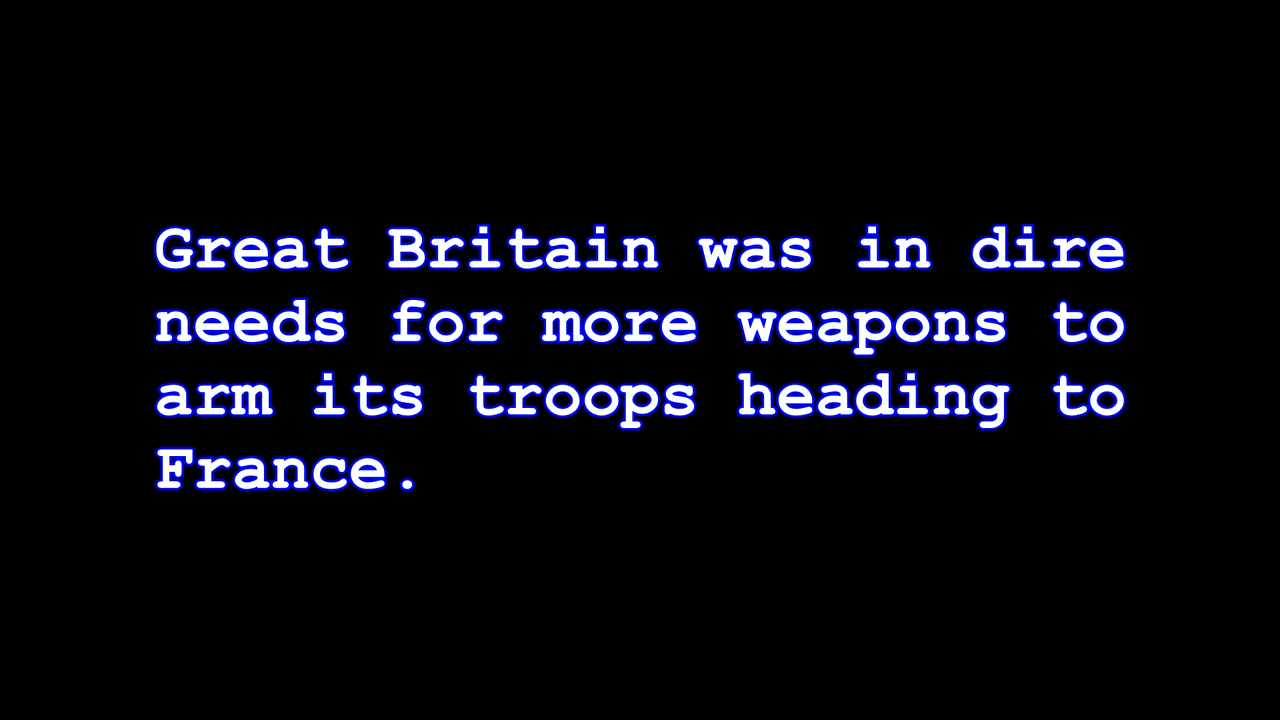 Great Britain was in dire
needs for more weapons to
arm its troops heading to
France.